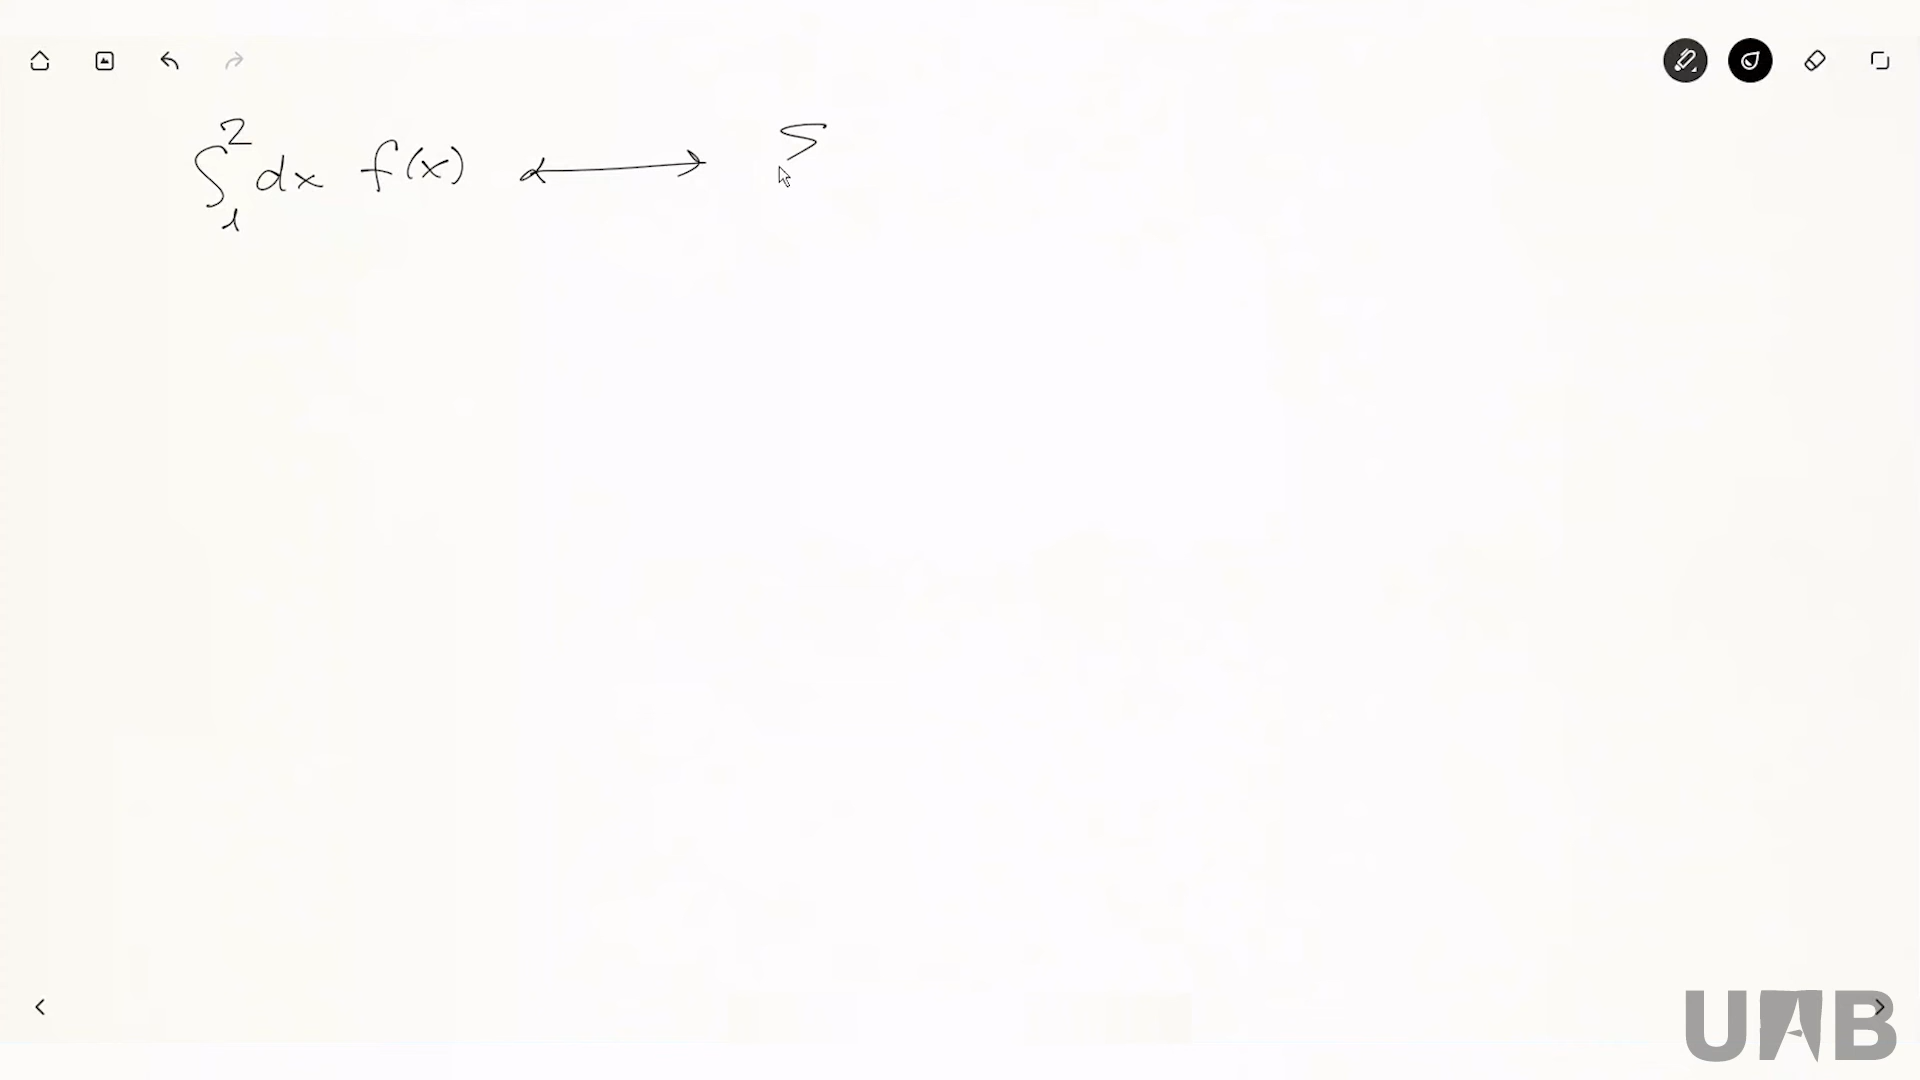 ∫₁² dx f(x) ⟷
UAB